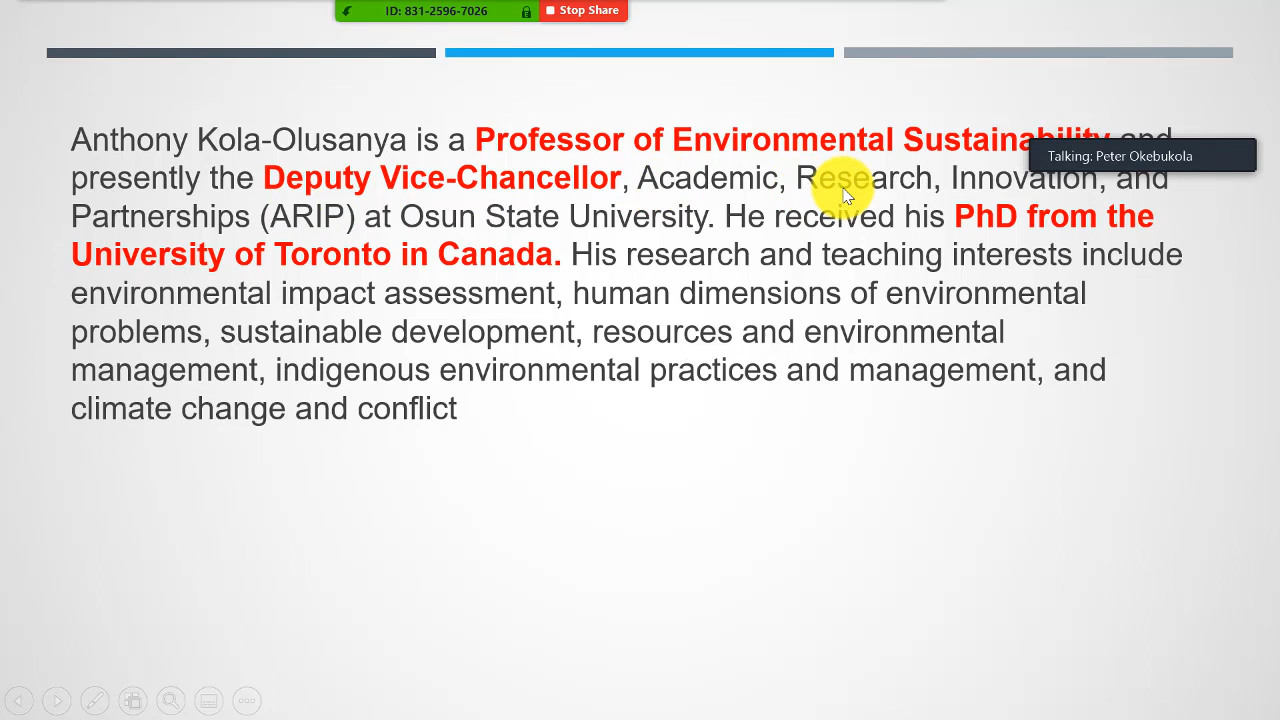 ID: 831-2596-7026 Stop Share
Anthony Kola-Olusanya is a Professor of Environmental Sustainability and
Talking: Peter Okebukola
presently the Deputy Vice-Chancellor, Academic, Research, Innovation, and
Partnerships (ARIP) at Osun State University. He received his PhD from the
University of Toronto in Canada. His research and teaching interests include
environmental impact assessment, human dimensions of environmental
problems, sustainable development, resources and environmental
management, indigenous environmental practices and management, and
climate change and conflict